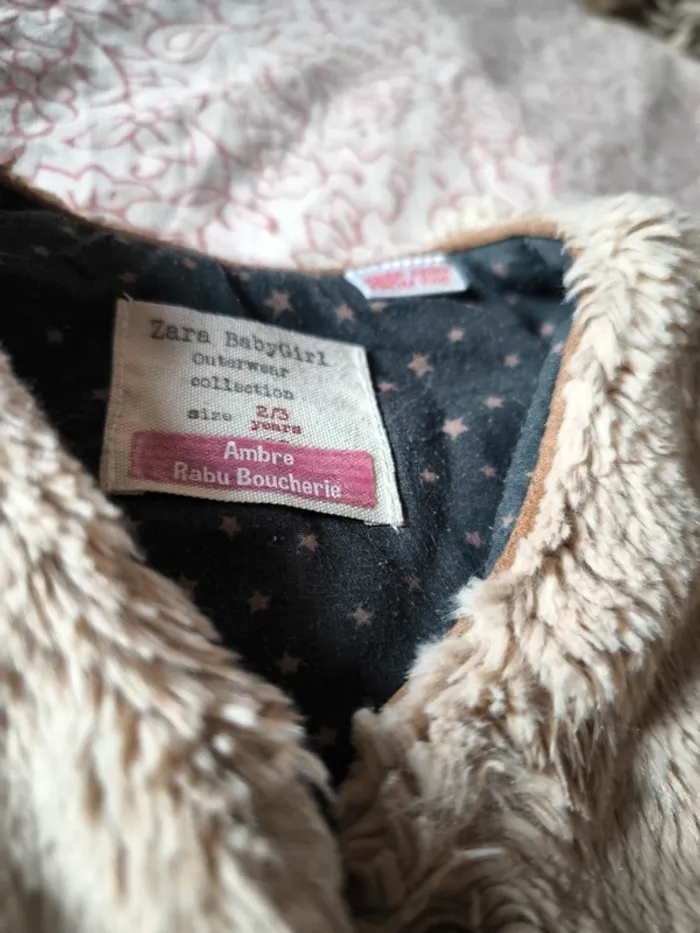 Zara BabyGirl
Outerwear
collection
size 2/3
years
Ambre
Rabu Boucherie